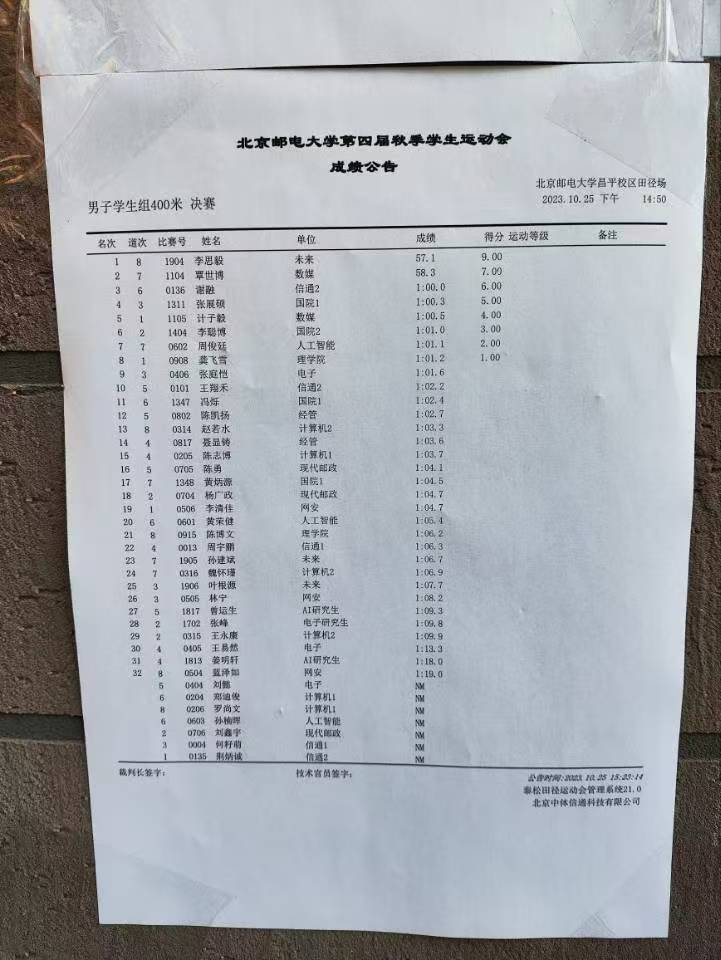 北京邮电大学第四届秋季学生运动会
成绩公告
北京邮电大学昌平校区田径场
男子学生组400米 决赛 2023.10.25 下午 14:50
名次 道次 比赛号 姓名 单位 成绩 得分 运动等级 备注
1 8 1904 李思毅 未来 57.1 9.00
2 7 1104 覃世博 数媒 58.3 7.00
3 6 0136 谢融 信通2 1:00.0 6.00
4 3 1311 张展硕 国院1 1:00.3 5.00
5 1 1105 计子毅 数媒 1:00.5 4.00
6 2 1404 李聪博 国院2 1:01.0 3.00
7 7 0602 周俊廷 人工智能 1:01.1 2.00
8 1 0908 龚飞雪 理学院 1:01.2 1.00
9 3 0406 张庭恺 电子 1:01.6
10 5 0101 王翔禾 信通2 1:02.2
11 6 1347 冯烁 国院1 1:02.4
12 5 0802 陈凯扬 经管 1:02.7
13 8 0314 赵若水 计算机2 1:03.3
14 4 0817 聂显铸 经管 1:03.6
15 4 0205 陈志博 计算机1 1:03.7
16 5 0705 陈勇 现代邮政 1:04.1
17 7 1348 黄炳源 国院1 1:04.5
18 2 0704 杨广政 现代邮政 1:04.7
19 1 0506 李清佳 网安 1:04.7
20 6 0601 黄荣健 人工智能 1:05.4
21 8 0915 陈博文 理学院 1:06.2
22 4 0013 周宇鹏 信通1 1:06.3
23 7 1905 孙建斌 未来 1:06.7
24 7 0316 魏怀瑾 计算机2 1:06.9
25 3 1906 叶根源 未来 1:07.7
26 3 0505 林宁 网安 1:08.2
27 5 1817 曾运生 AI研究生 1:09.3
28 2 1702 张峰 电子研究生 1:09.8
29 2 0315 王永康 计算机2 1:09.9
30 4 0405 王易然 电子 1:13.3
31 4 1813 姜明轩 AI研究生 1:18.0
32 8 0504 蓝泽如 网安 1:19.0
5 0404 刘懿 电子 NM
6 0204 郑迪俊 计算机1 NM
8 0206 罗尚文 计算机1 NM
6 0603 孙楠晖 人工智能 NM
2 0706 刘鑫宇 现代邮政 NM
3 0004 何籽萌 信通1 NM
1 0135 荆炳诚 信通2 NM
裁判长签字: 技术官员签字: 公告时间:2023.10.25 15:23:14
泰松田径运动会管理系统21.0
北京中体信通科技有限公司